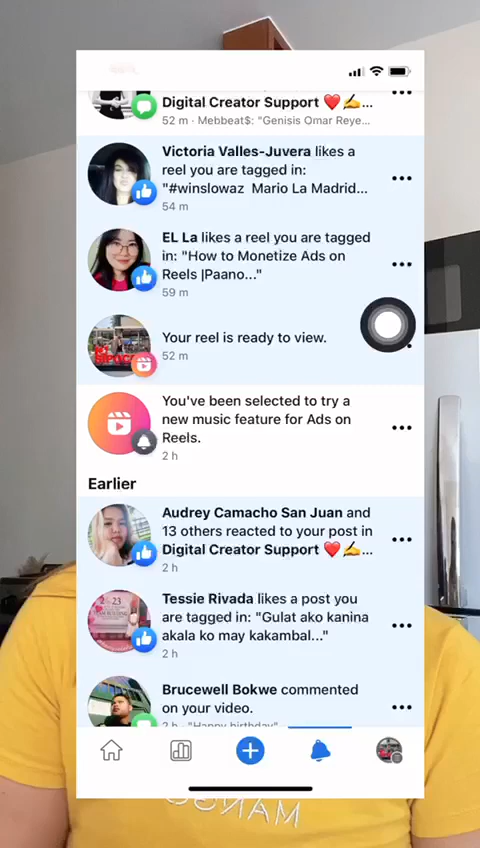 Digital Creator Support ❤️✍️...
52 m · Mebbeat$: "Genisis Omar Reye...
Victoria Valles-Juvera likes a
reel you are tagged in:
"#winslowaz Mario La Madrid...
54 m
EL La likes a reel you are tagged
in: "How to Monetize Ads on
Reels |Paano..."
59 m
Your reel is ready to view.
52 m
You've been selected to try a
new music feature for Ads on
Reels.
2 h
Earlier
Audrey Camacho San Juan and
13 others reacted to your post in
Digital Creator Support ❤️✍️...
2 h
Tessie Rivada likes a post you
are tagged in: "Gulat ako kanina
akala ko may kakambal..."
2 h
Brucewell Bokwe commented
on your video.
2 h · "Happy birthday"